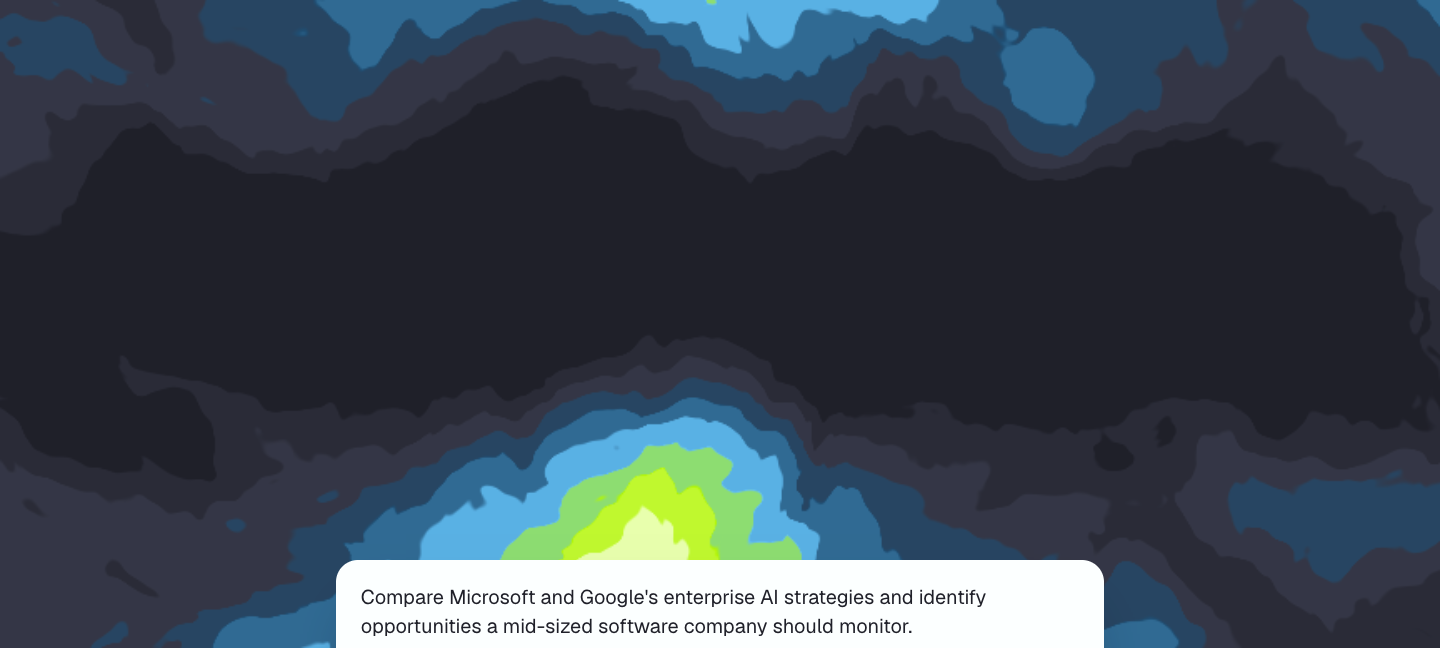 Compare Microsoft and Google's enterprise AI strategies and identify
opportunities a mid-sized software company should monitor.